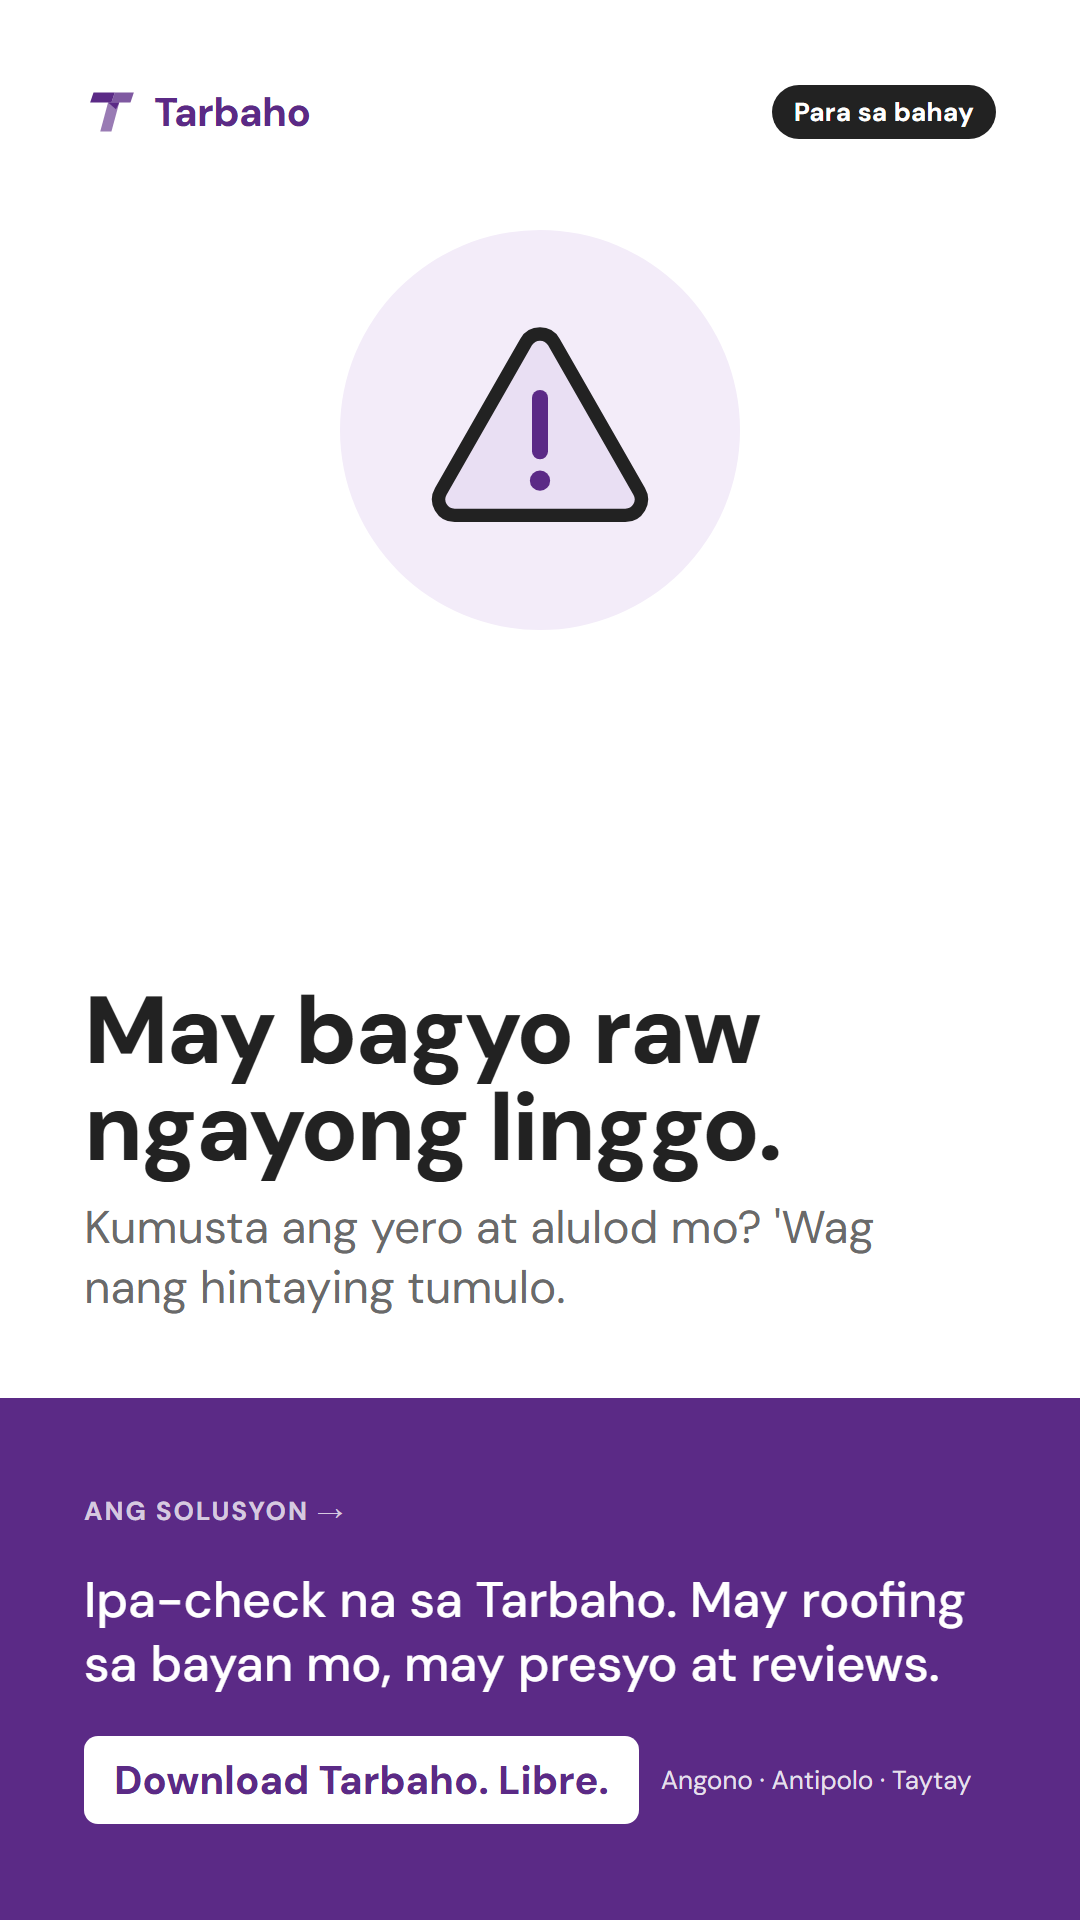 Tarbaho
Para sa bahay
May bagyo raw
ngayong linggo.
Kumusta ang yero at alulod mo? 'Wag
nang hintaying tumulo.
ANG SOLUSYON →
Ipa-check na sa Tarbaho. May roofing
sa bayan mo, may presyo at reviews.
Download Tarbaho. Libre.
Angono · Antipolo · Taytay